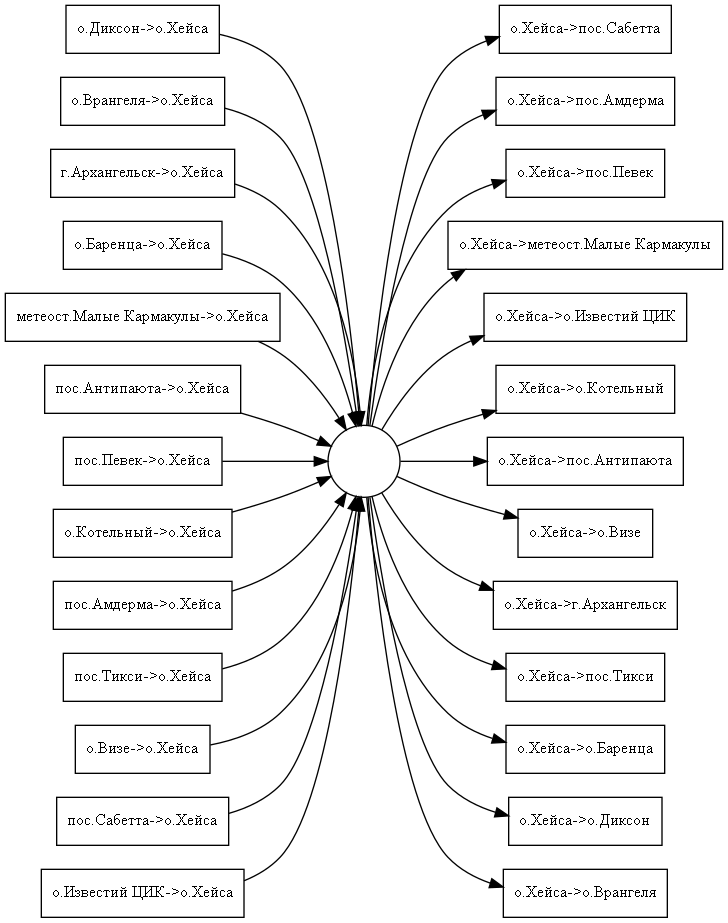 о.Диксон->о.Хейса
о.Врангеля->о.Хейса
г.Архангельск->о.Хейса
о.Баренца->о.Хейса
метеост.Малые Кармакулы->о.Хейса
пос.Антипаюта->о.Хейса
пос.Певек->о.Хейса
о.Котельный->о.Хейса
пос.Амдерма->о.Хейса
пос.Тикси->о.Хейса
о.Визе->о.Хейса
пос.Сабетта->о.Хейса
о.Известий ЦИК->о.Хейса
о.Хейса->пос.Сабетта
о.Хейса->пос.Амдерма
о.Хейса->пос.Певек
о.Хейса->метеост.Малые Кармакулы
о.Хейса->о.Известий ЦИК
о.Хейса->о.Котельный
о.Хейса->пос.Антипаюта
о.Хейса->о.Визе
о.Хейса->г.Архангельск
о.Хейса->пос.Тикси
о.Хейса->о.Баренца
о.Хейса->о.Диксон
о.Хейса->о.Врангеля